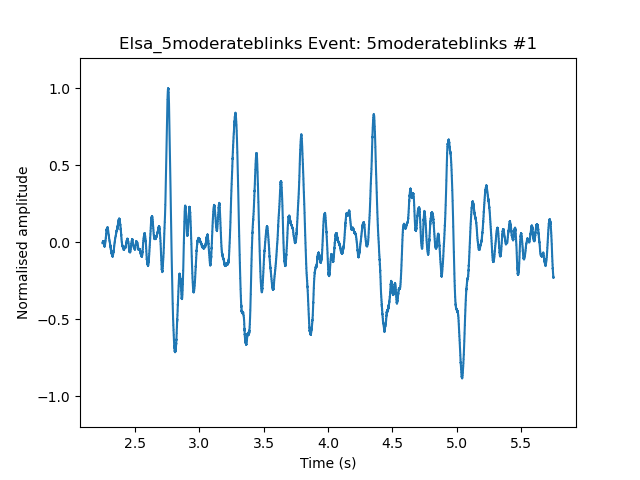 Elsa_5moderateblinks Event: 5moderateblinks #1
Normalised amplitude
1.0
0.5
0.0
−0.5
−1.0
2.5 3.0 3.5 4.0 4.5 5.0 5.5
Time (s)